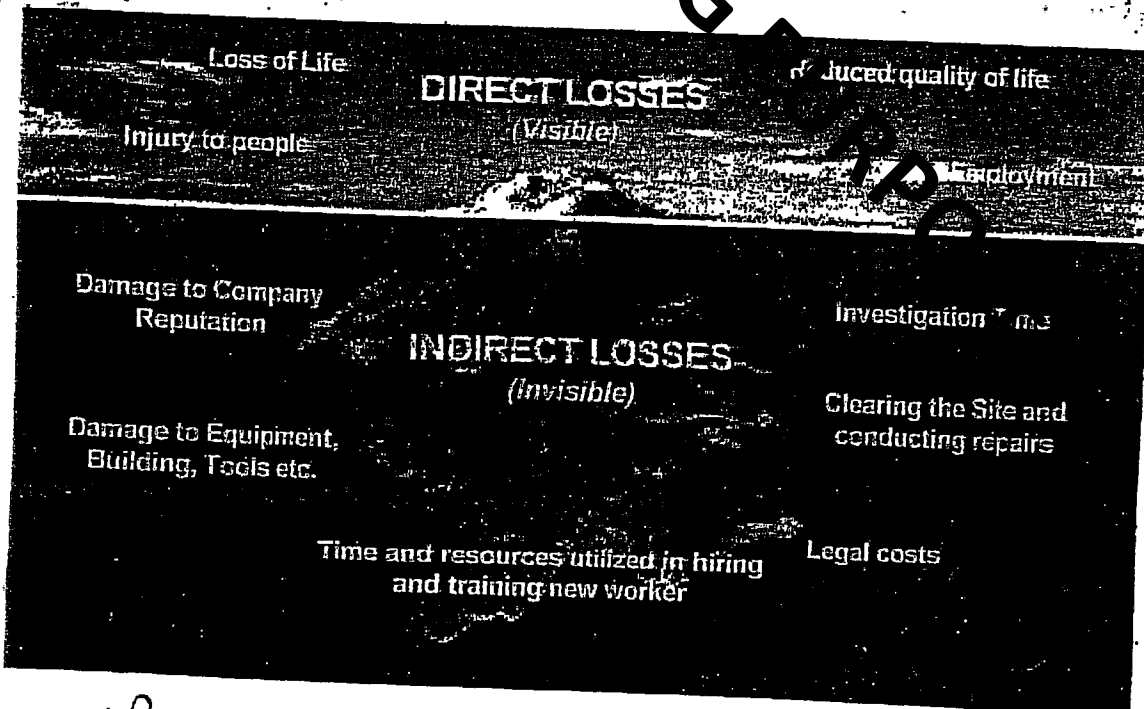 Loss of Life
DIRECT LOSSES
(Visible)
quality of life
Injury to people
Damage to Company
Reputation
Investigation
INDIRECT LOSSES
(Invisible)
Clearing the Site and
conducting repairs
Damage to Equipment,
Building, Tools etc.
Time and resources utilized in hiring
and training new worker
Legal costs